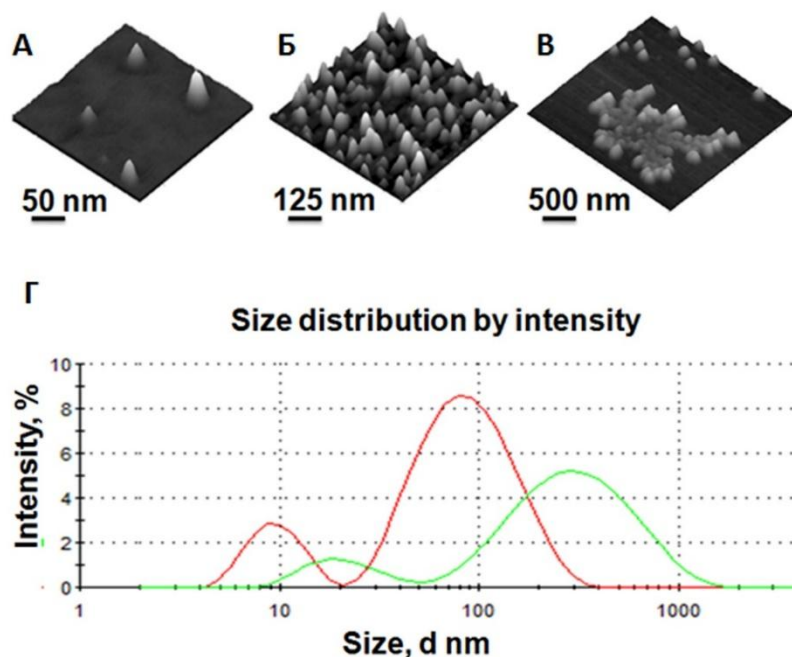 А Б В
50 nm 125 nm 500 nm
Г
Size distribution by intensity
Intensity, %
10
8
6
4
2
0
1 10 100 1000
Size, d nm